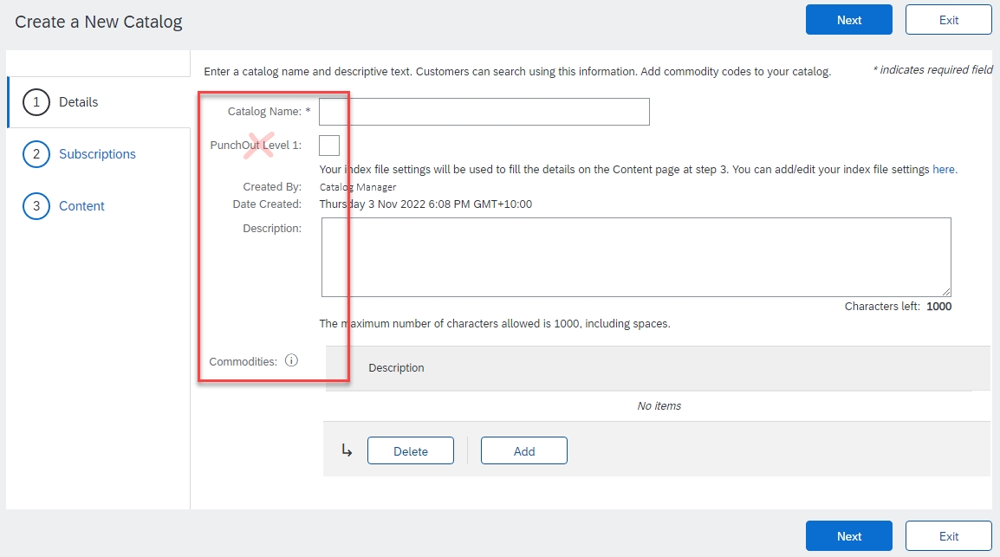 Create a New Catalog
Next
Exit
Enter a catalog name and descriptive text. Customers can search using this information. Add commodity codes to your catalog.
* indicates required field
1 Details
2 Subscriptions
3 Content
Catalog Name: *
PunchOut Level 1:
Your index file settings will be used to fill the details on the Content page at step 3. You can add/edit your index file settings here.
Created By: Catalog Manager
Date Created: Thursday 3 Nov 2022 6:08 PM GMT+10:00
Description:
Characters left: 1000
The maximum number of characters allowed is 1000, including spaces.
Commodities: i
Description
No items
Delete
Add
Next
Exit